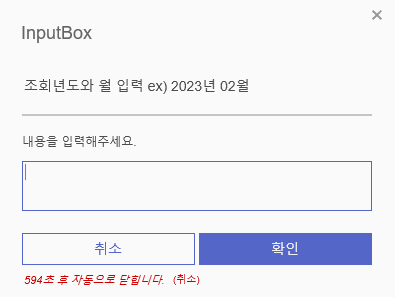 InputBox
조회년도와 월 입력 ex) 2023년 02월
내용을 입력해주세요.
취소 확인
594초 후 자동으로 닫힙니다. (취소)